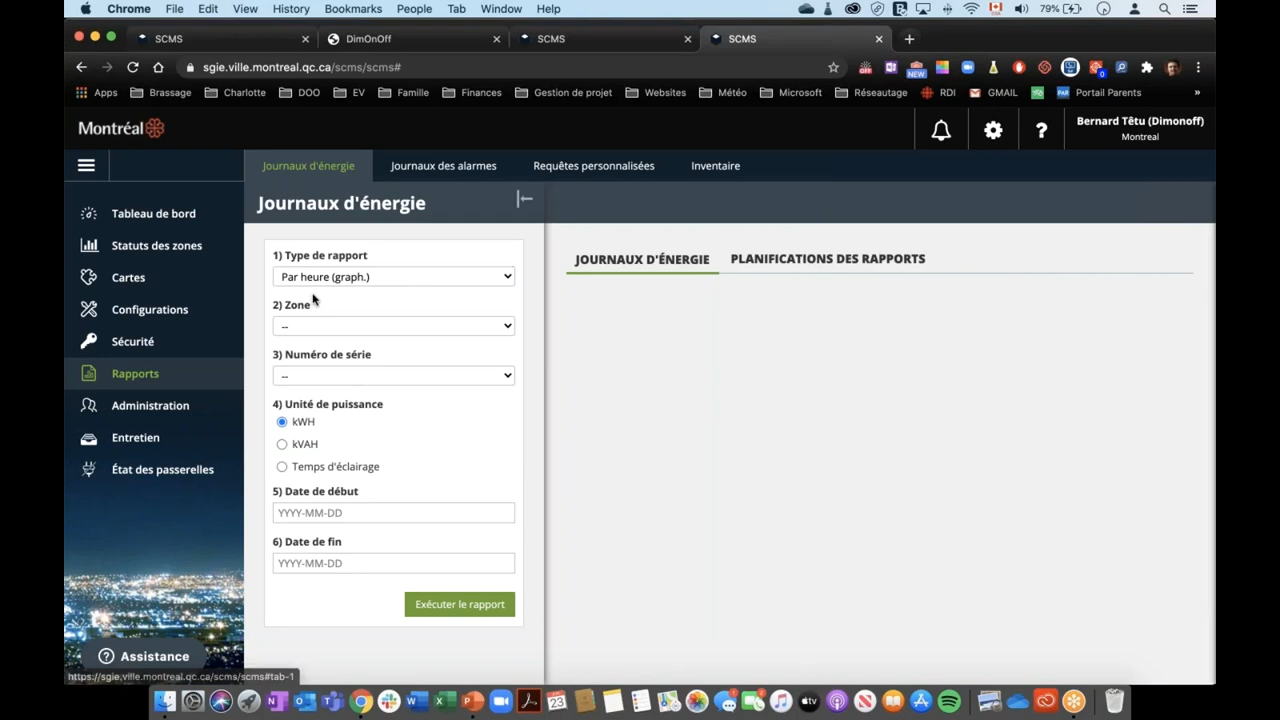 Chrome File Edit View History Bookmarks People Tab Window Help 79%
SCMS DimOnOff SCMS SCMS
sgie.ville.montreal.qc.ca/scms/scms#
Apps Brassage Charlotte DOO EV Famille Finances Gestion de projet Websites Météo Microsoft Réseautage RDI GMAIL Portail Parents »
Montréal
Bernard Têtu (Dimonoff)
Montreal
Journaux d'énergie Journaux des alarmes Requêtes personnalisées Inventaire
Tableau de bord
Statuts des zones
Cartes
Configurations
Sécurité
Rapports
Administration
Entretien
État des passerelles
Assistance
https://sgie.ville.montreal.qc.ca/scms/scms#tab-1
Journaux d'énergie
1) Type de rapport
Par heure (graph.)
2) Zone
--
3) Numéro de série
--
4) Unité de puissance
kWH
kVAH
Temps d'éclairage
5) Date de début
YYYY-MM-DD
6) Date de fin
YYYY-MM-DD
Exécuter le rapport
JOURNAUX D'ÉNERGIE PLANIFICATIONS DES RAPPORTS